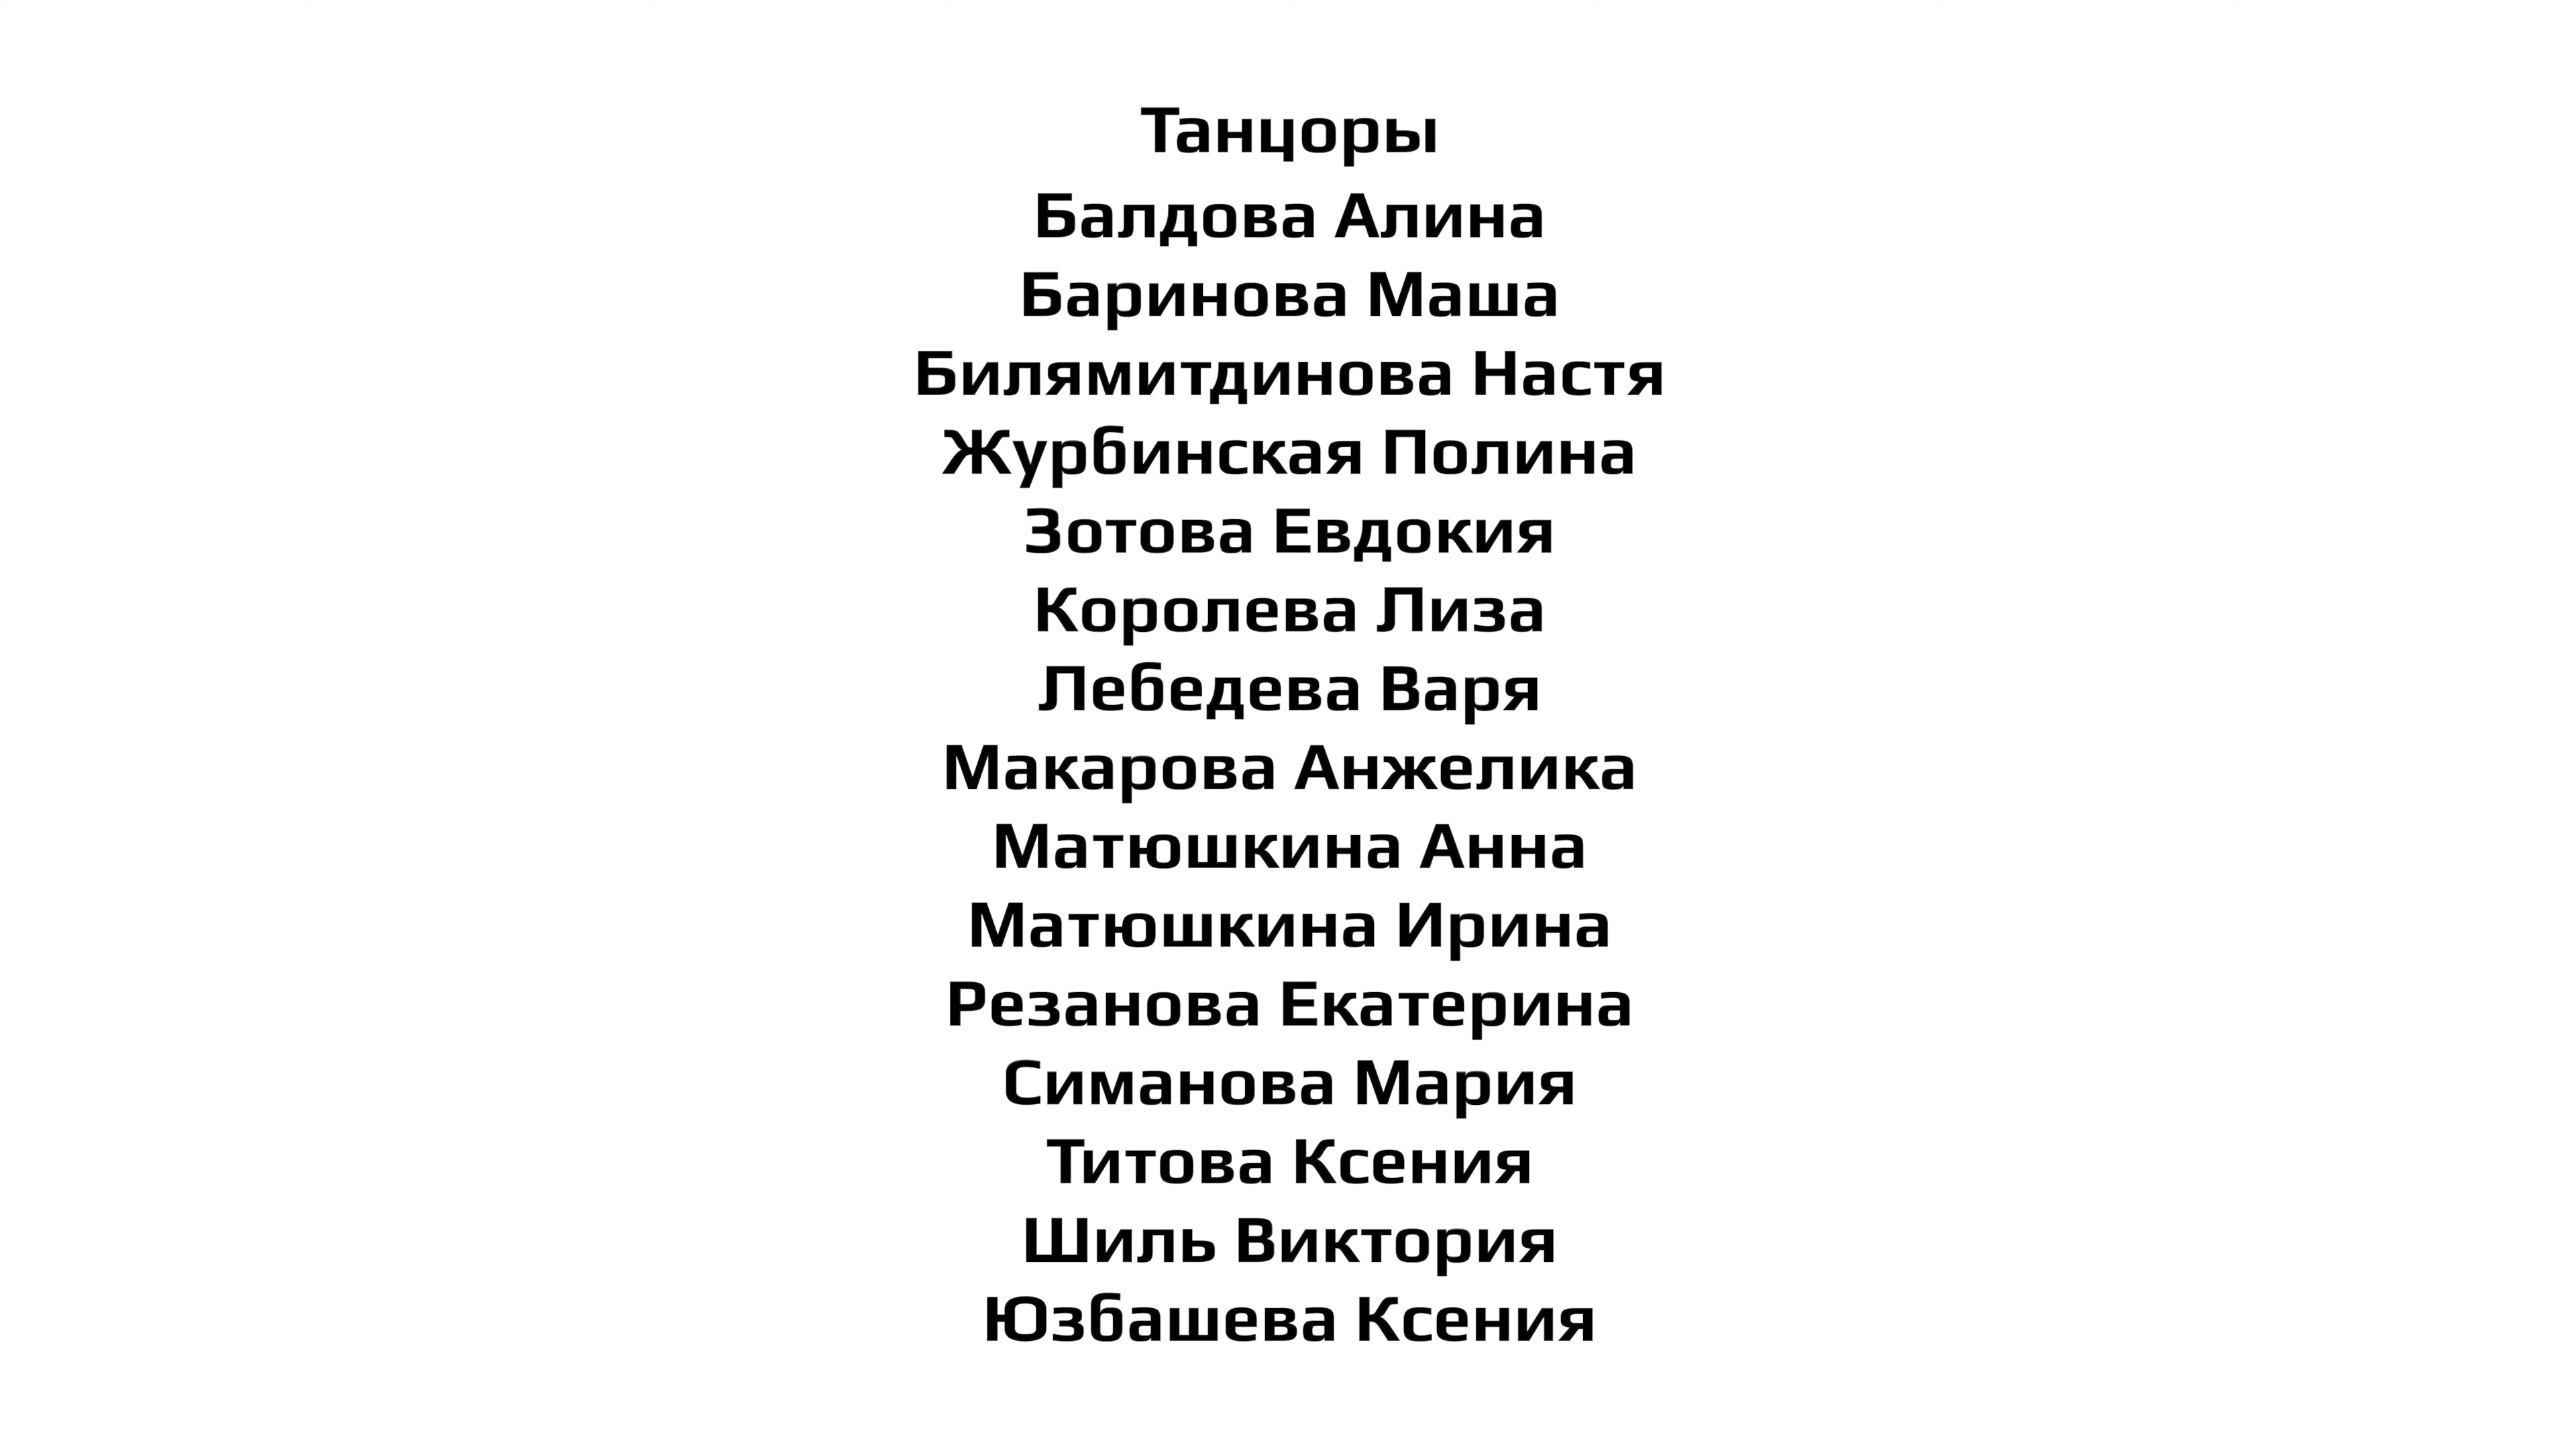 Танцоры
Балдова Алина
Баринова Маша
Билямитдинова Настя
Журбинская Полина
Зотова Евдокия
Королева Лиза
Лебедева Варя
Макарова Анжелика
Матюшкина Анна
Матюшкина Ирина
Резанова Екатерина
Симанова Мария
Титова Ксения
Шиль Виктория
Юзбашева Ксения